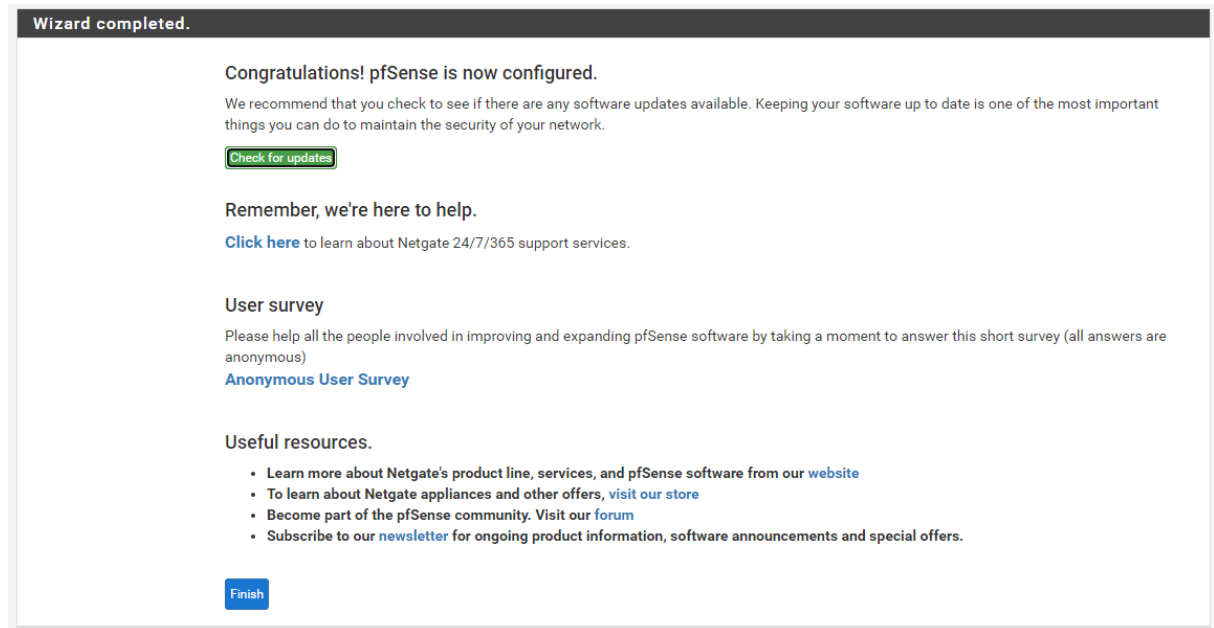 Wizard completed.
Congratulations! pfSense is now configured.
We recommend that you check to see if there are any software updates available. Keeping your software up to date is one of the most important
things you can do to maintain the security of your network.
Check for updates
Remember, we're here to help.
Click here to learn about Netgate 24/7/365 support services.
User survey
Please help all the people involved in improving and expanding pfSense software by taking a moment to answer this short survey (all answers are
anonymous)
Anonymous User Survey
Useful resources.
• Learn more about Netgate's product line, services, and pfSense software from our website
• To learn about Netgate appliances and other offers, visit our store
• Become part of the pfSense community. Visit our forum
• Subscribe to our newsletter for ongoing product information, software announcements and special offers.
Finish